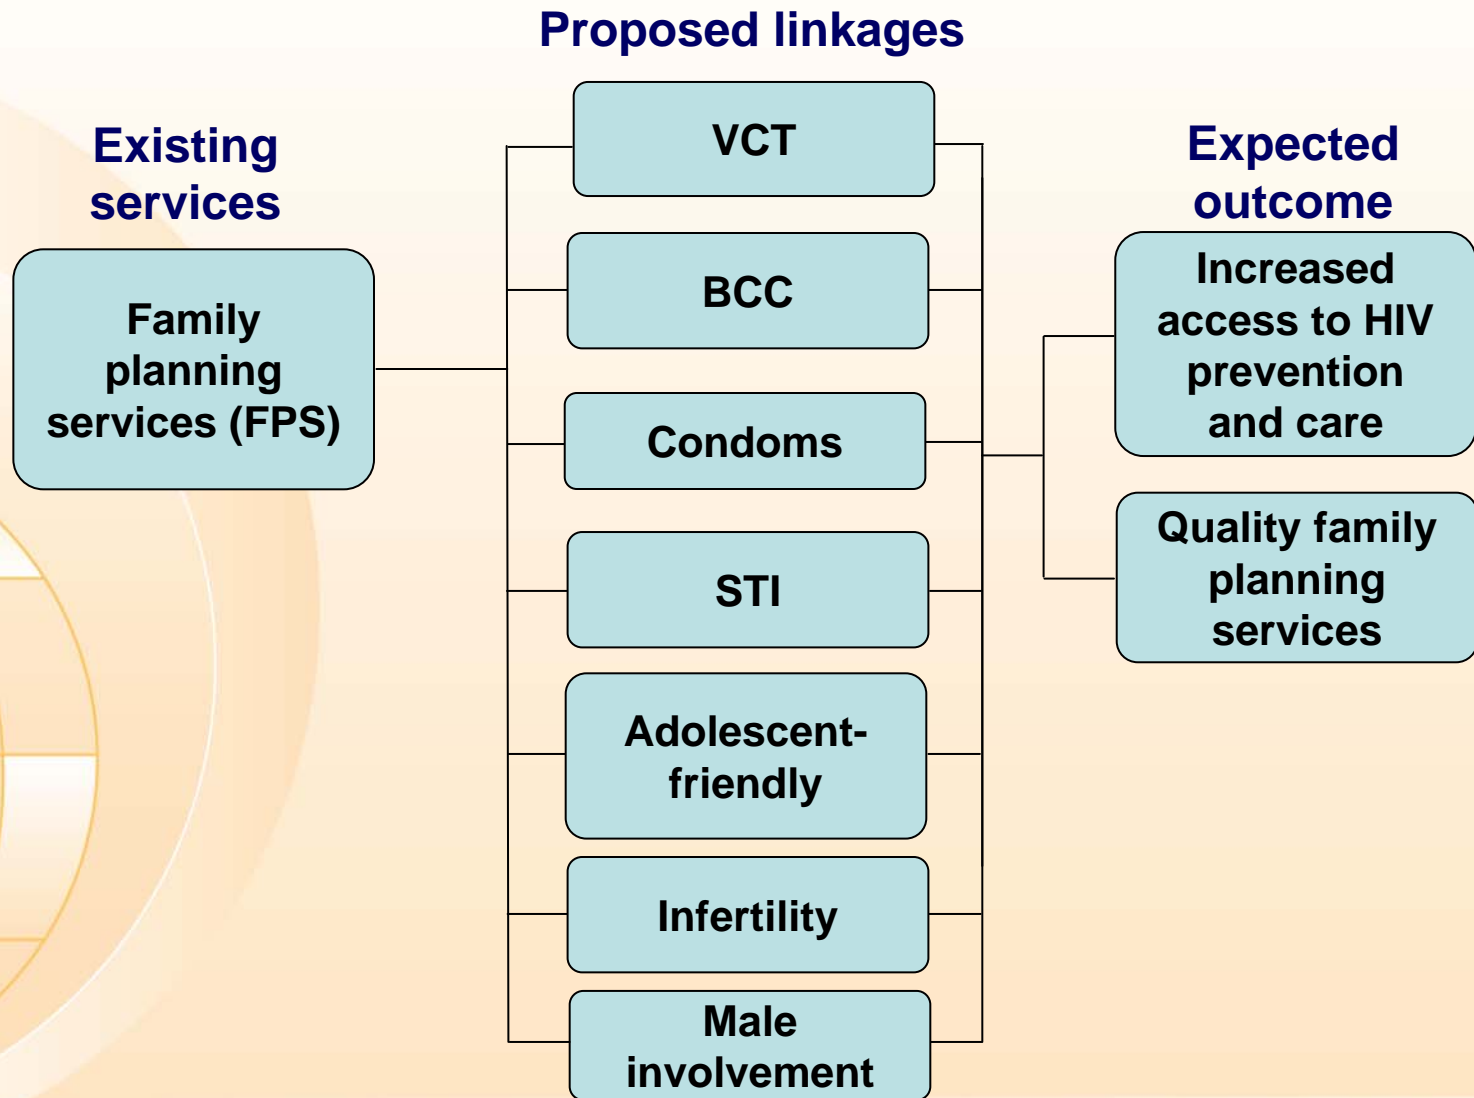 Proposed linkages
Existing
services
Family
planning
services (FPS)
VCT
BCC
Condoms
STI
Adolescent-
friendly
Infertility
Male
involvement
Expected
outcome
Increased
access to HIV
prevention
and care
Quality family
planning
services